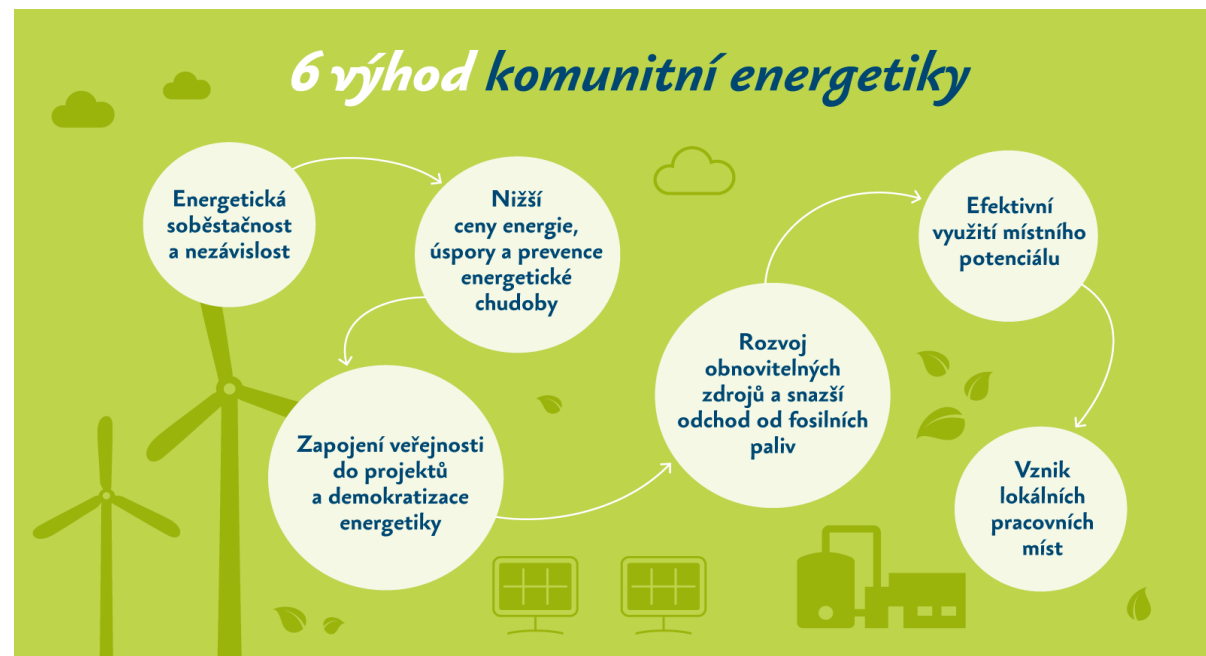 6 výhod komunitní energetiky
Energetická
soběstačnost
a nezávislost
Nižší
ceny energie,
úspory a prevence
energetické
chudoby
Zapojení veřejnosti
do projektů
a demokratizace
energetiky
Rozvoj
obnovitelných
zdrojů a snazší
odchod od fosilních
paliv
Efektivní
využití místního
potenciálu
Vznik
lokálních
pracovních
míst